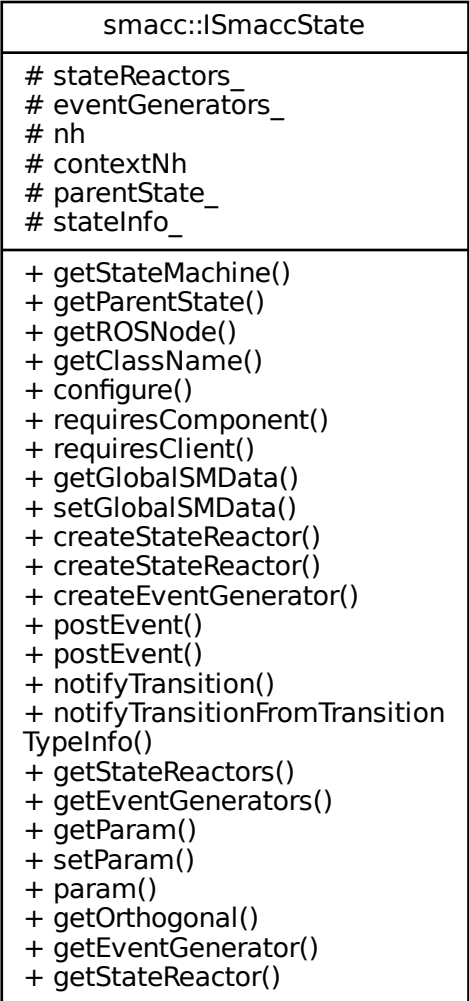 smacc::ISmaccState
# stateReactors_
# eventGenerators_
# nh
# contextNh
# parentState_
# stateInfo_
+ getStateMachine()
+ getParentState()
+ getROSNode()
+ getClassName()
+ configure()
+ requiresComponent()
+ requiresClient()
+ getGlobalSMData()
+ setGlobalSMData()
+ createStateReactor()
+ createStateReactor()
+ createEventGenerator()
+ postEvent()
+ postEvent()
+ notifyTransition()
+ notifyTransitionFromTransition
TypeInfo()
+ getStateReactors()
+ getEventGenerators()
+ getParam()
+ setParam()
+ param()
+ getOrthogonal()
+ getEventGenerator()
+ getStateReactor()